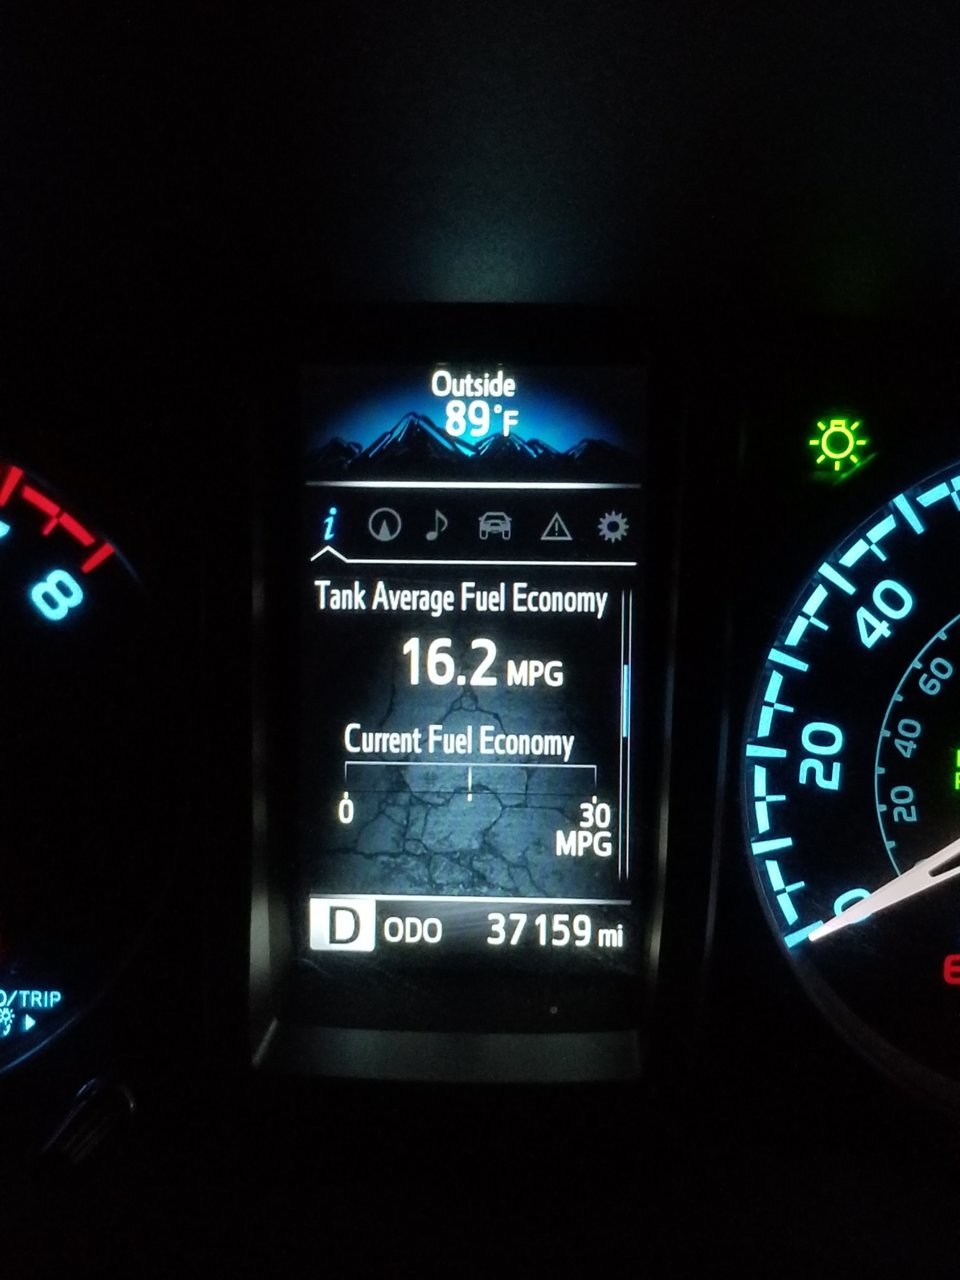 Outside
89°F
i
Tank Average Fuel Economy
16.2 MPG
Current Fuel Economy
0
30
MPG
D ODO 37159 mi
8
/TRIP
0
20
40
20
40
60